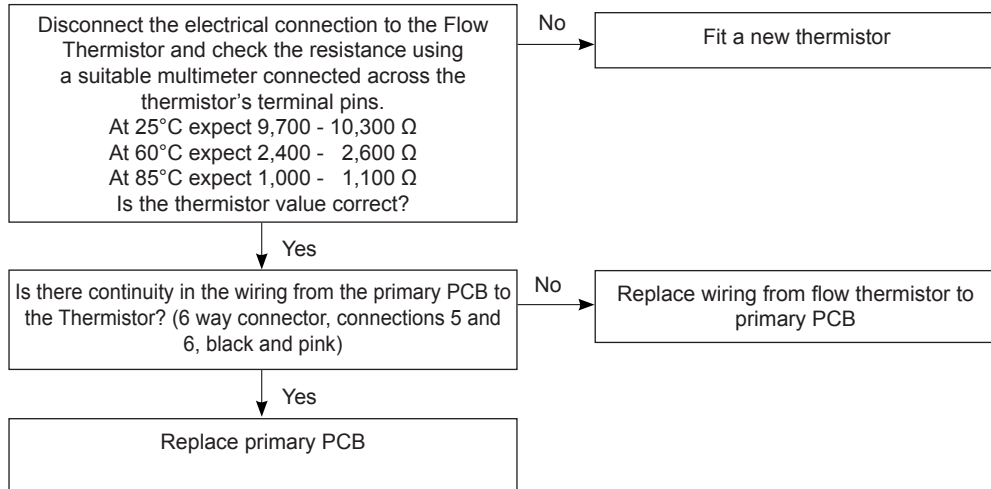 Disconnect the electrical connection to the Flow
Thermistor and check the resistance using
a suitable multimeter connected across the
thermistor’s terminal pins.
At 25°C expect 9,700 - 10,300 Ω
At 60°C expect 2,400 - 2,600 Ω
At 85°C expect 1,000 - 1,100 Ω
Is the thermistor value correct?
No
Fit a new thermistor
Yes
Is there continuity in the wiring from the primary PCB to
the Thermistor? (6 way connector, connections 5 and
6, black and pink)
No
Replace wiring from flow thermistor to
primary PCB
Yes
Replace primary PCB